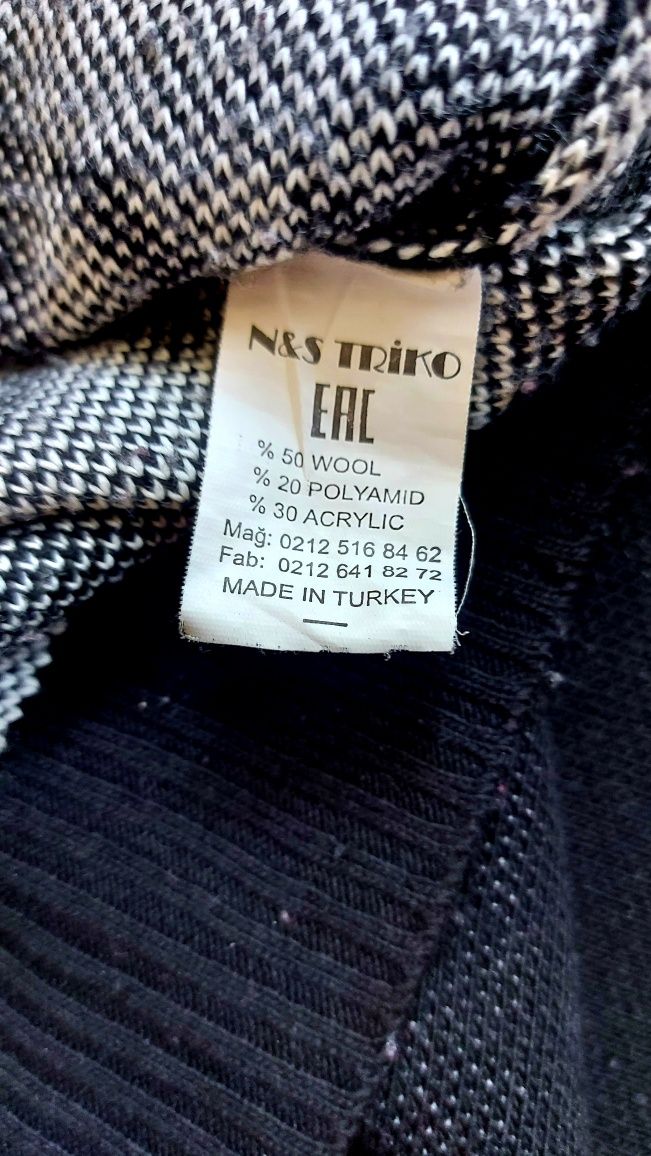 N&S TRİKO
EAC
% 50 WOOL
% 20 POLYAMID
% 30 ACRYLIC
Mağ: 0212 516 84 62
Fab: 0212 641 82 72
MADE IN TURKEY